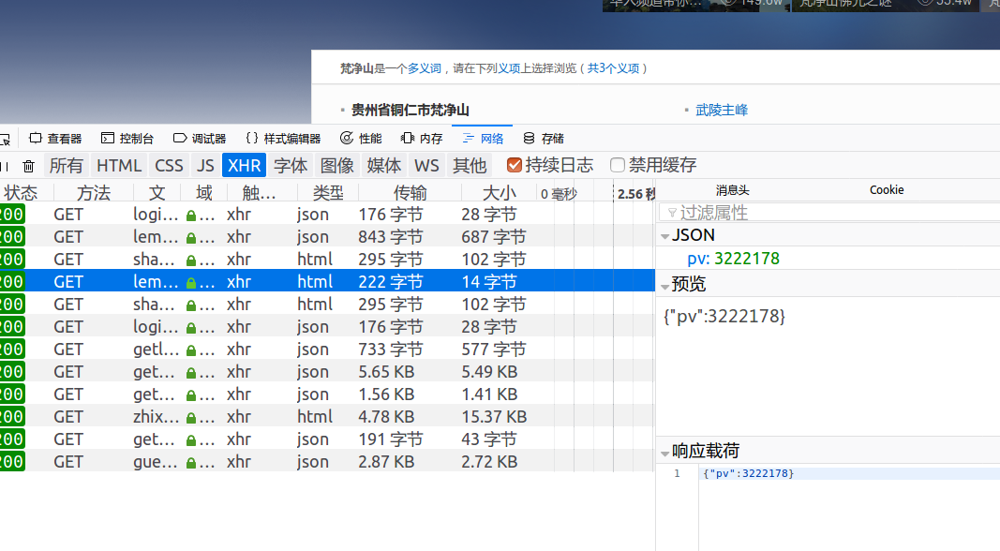 149.6w
梵净山佛光之谜 55.4w
梵净山是一个多义词，请在下列义项上选择浏览（共3个义项）
▪ 贵州省铜仁市梵净山 ▪ 武陵主峰
查看器 控制台 调试器 {} 样式编辑器 性能 内存 网络 存储
所有 HTML CSS JS XHR 字体 图像 媒体 WS 其他 持续日志 禁用缓存
状态 方法 文 域 触… 类型 传输 大小 0 毫秒 2.56 秒
200 GET logi… … xhr json 176 字节 28 字节
200 GET lem… … xhr json 843 字节 687 字节
200 GET sha… … xhr html 295 字节 102 字节
200 GET lem… … xhr html 222 字节 14 字节
200 GET sha… … xhr html 295 字节 102 字节
200 GET logi… … xhr json 176 字节 28 字节
200 GET getl… … xhr json 733 字节 577 字节
200 GET get… … xhr json 5.65 KB 5.49 KB
200 GET get… … xhr json 1.56 KB 1.41 KB
200 GET zhix… … xhr html 4.78 KB 15.37 KB
200 GET get… … xhr json 191 字节 43 字节
200 GET gue… … xhr json 2.87 KB 2.72 KB
消息头 Cookie
过滤属性
JSON
pv: 3222178
预览
{"pv":3222178}
响应载荷
1 {"pv":3222178}